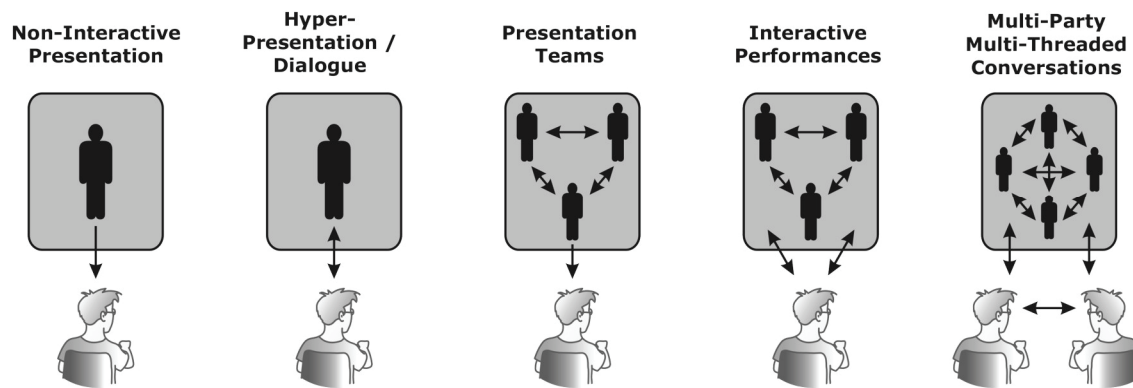 Non-Interactive
Presentation
Hyper-
Presentation /
Dialogue
Presentation
Teams
Interactive
Performances
Multi-Party
Multi-Threaded
Conversations